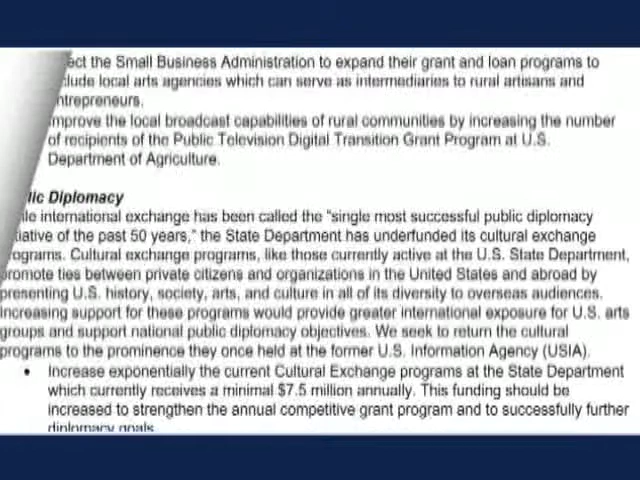 ect the Small Business Administration to expand their grant and loan programs to
clude local arts agencies which can serve as intermediaries to rural artisans and
ntrepreneurs.
mprove the local broadcast capabilities of rural communities by increasing the number
of recipients of the Public Television Digital Transition Grant Program at U.S.
Department of Agriculture.
lic Diplomacy
le international exchange has been called the "single most successful public diplomacy
tiative of the past 50 years," the State Department has underfunded its cultural exchange
ograms. Cultural exchange programs, like those currently active at the U.S. State Department,
promote ties between private citizens and organizations in the United States and abroad by
presenting U.S. history, society, arts, and culture in all of its diversity to overseas audiences.
Increasing support for these programs would provide greater international exposure for U.S. arts
groups and support national public diplomacy objectives. We seek to return the cultural
programs to the prominence they once held at the former U.S. Information Agency (USIA).
• Increase exponentially the current Cultural Exchange programs at the State Department
which currently receives a minimal $7.5 million annually. This funding should be
increased to strengthen the annual competitive grant program and to successfully further
diplomacy goals.